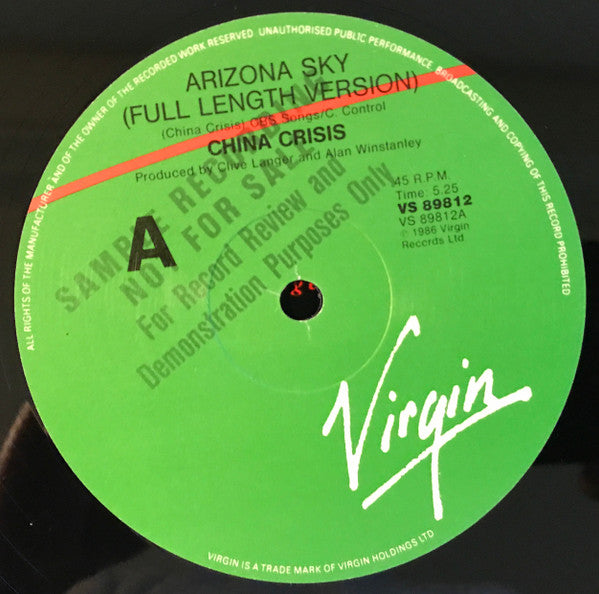 ALL RIGHTS OF THE MANUFACTURER AND OF THE OWNER OF THE RECORDED WORK RESERVED. UNAUTHORISED PUBLIC PERFORMANCE, BROADCASTING AND COPYING OF THIS RECORD PROHIBITED
ARIZONA SKY
(FULL LENGTH VERSION)
(China Crisis) CBS Songs/C. Control
CHINA CRISIS
Produced by Clive Langer and Alan Winstanley
A
45 R.P.M.
Time: 5.25
VS 89812
VS 89812A
℗ 1986 Virgin
Records Ltd
SAMPLE RECORDING
NOT FOR SALE
For Record Review and
Demonstration Purposes Only
Virgin
VIRGIN IS A TRADE MARK OF VIRGIN HOLDINGS LTD